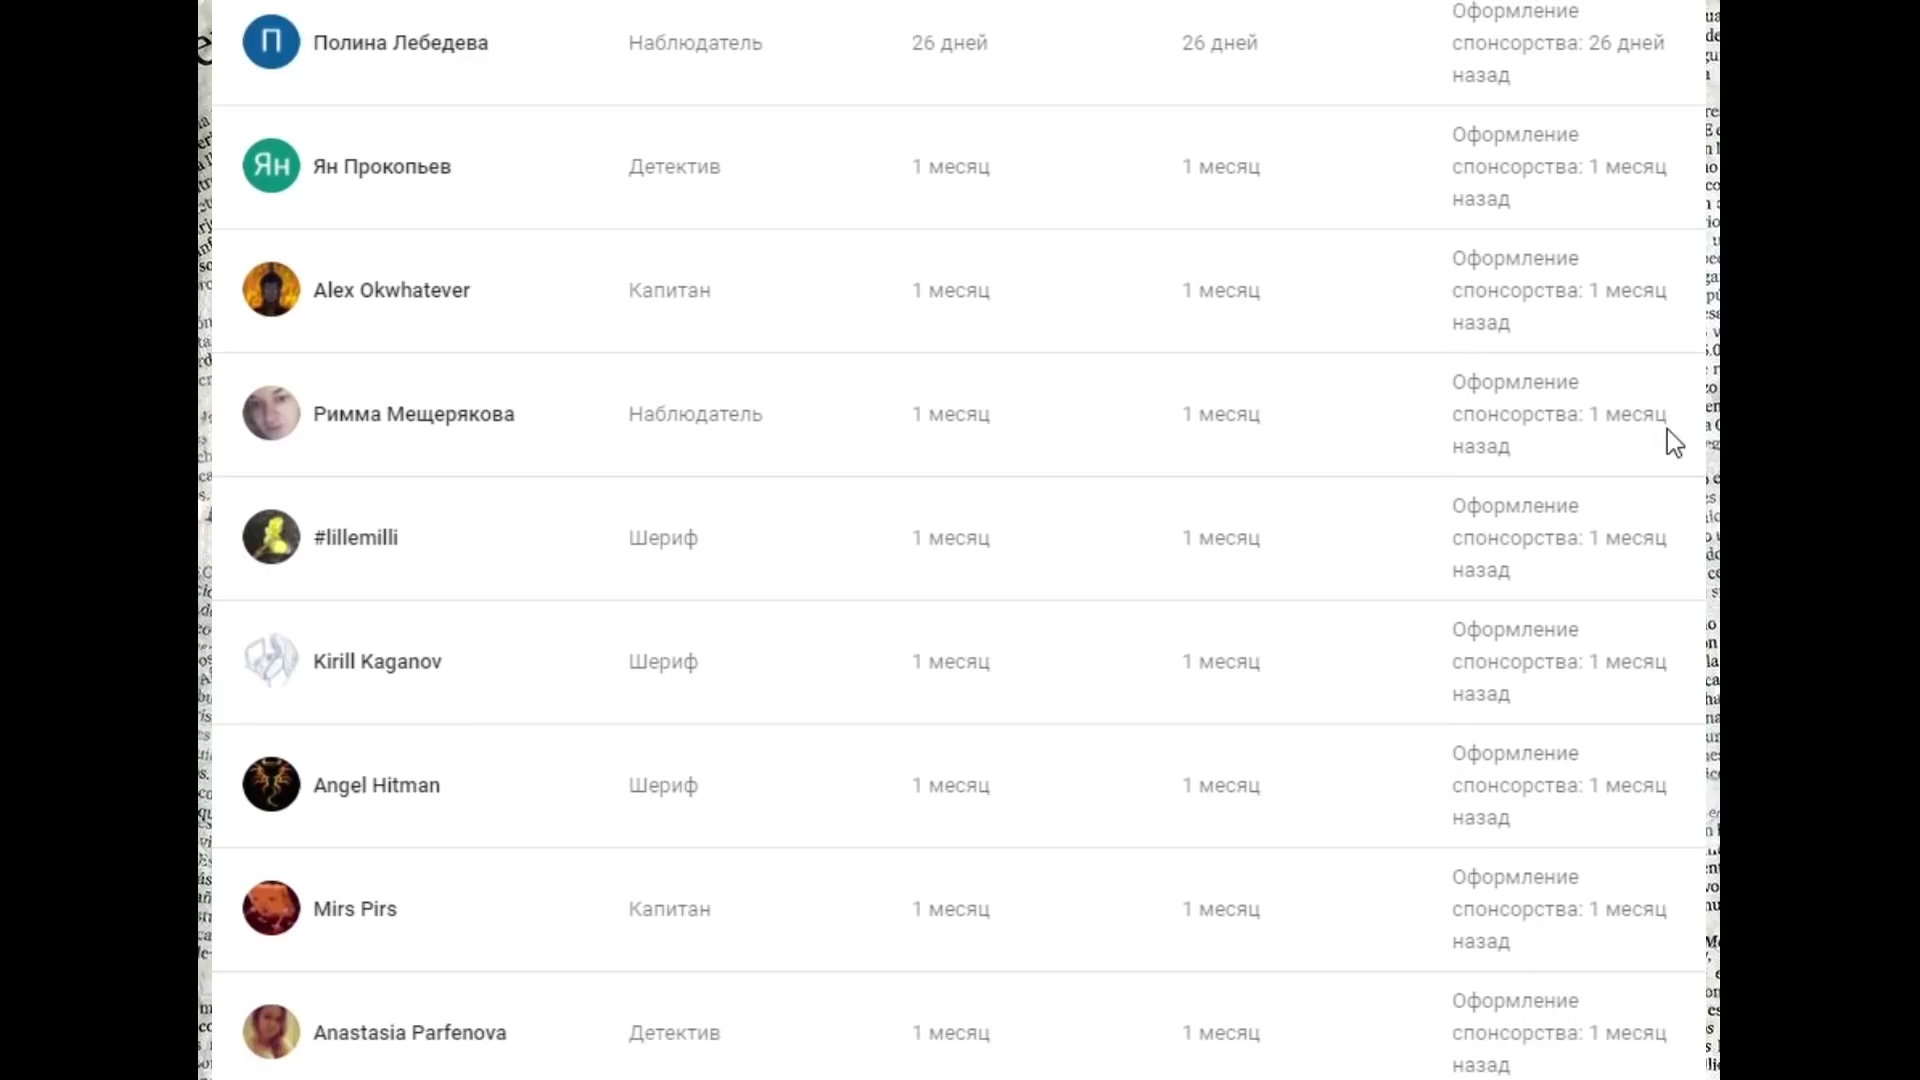 Оформление
П Полина Лебедева Наблюдатель 26 дней 26 дней спонсорства: 26 дней
назад
Оформление
Ян Ян Прокопьев Детектив 1 месяц 1 месяц спонсорства: 1 месяц
назад
Оформление
Alex Okwhatever Капитан 1 месяц 1 месяц спонсорства: 1 месяц
назад
Оформление
Римма Мещерякова Наблюдатель 1 месяц 1 месяц спонсорства: 1 месяц
назад
Оформление
#lillemilli Шериф 1 месяц 1 месяц спонсорства: 1 месяц
назад
Оформление
Kirill Kaganov Шериф 1 месяц 1 месяц спонсорства: 1 месяц
назад
Оформление
Angel Hitman Шериф 1 месяц 1 месяц спонсорства: 1 месяц
назад
Оформление
Mirs Pirs Капитан 1 месяц 1 месяц спонсорства: 1 месяц
назад
Оформление
Anastasia Parfenova Детектив 1 месяц 1 месяц спонсорства: 1 месяц
назад